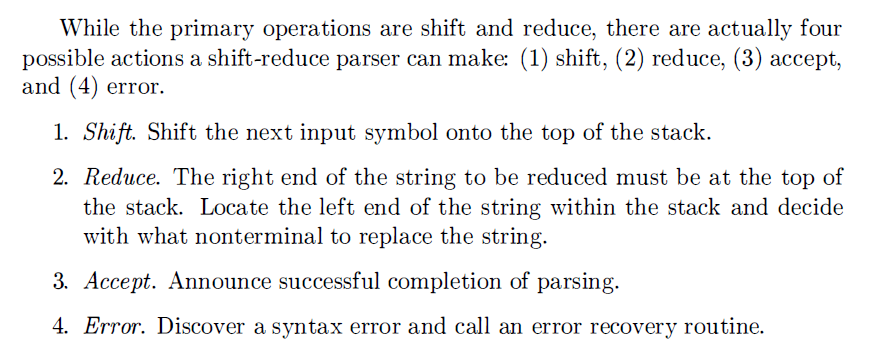 While the primary operations are shift and reduce, there are actually four
possible actions a shift-reduce parser can make: (1) shift, (2) reduce, (3) accept,
and (4) error.
1. Shift. Shift the next input symbol onto the top of the stack.
2. Reduce. The right end of the string to be reduced must be at the top of
the stack. Locate the left end of the string within the stack and decide
with what nonterminal to replace the string.
3. Accept. Announce successful completion of parsing.
4. Error. Discover a syntax error and call an error recovery routine.